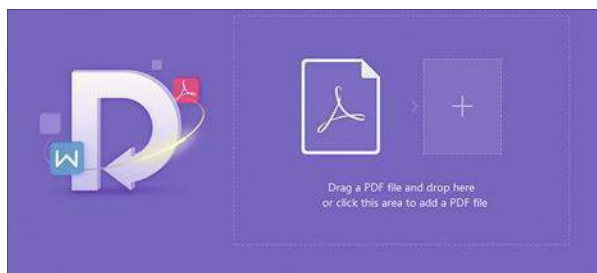 Drag a PDF file and drop here
or click this area to add a PDF file